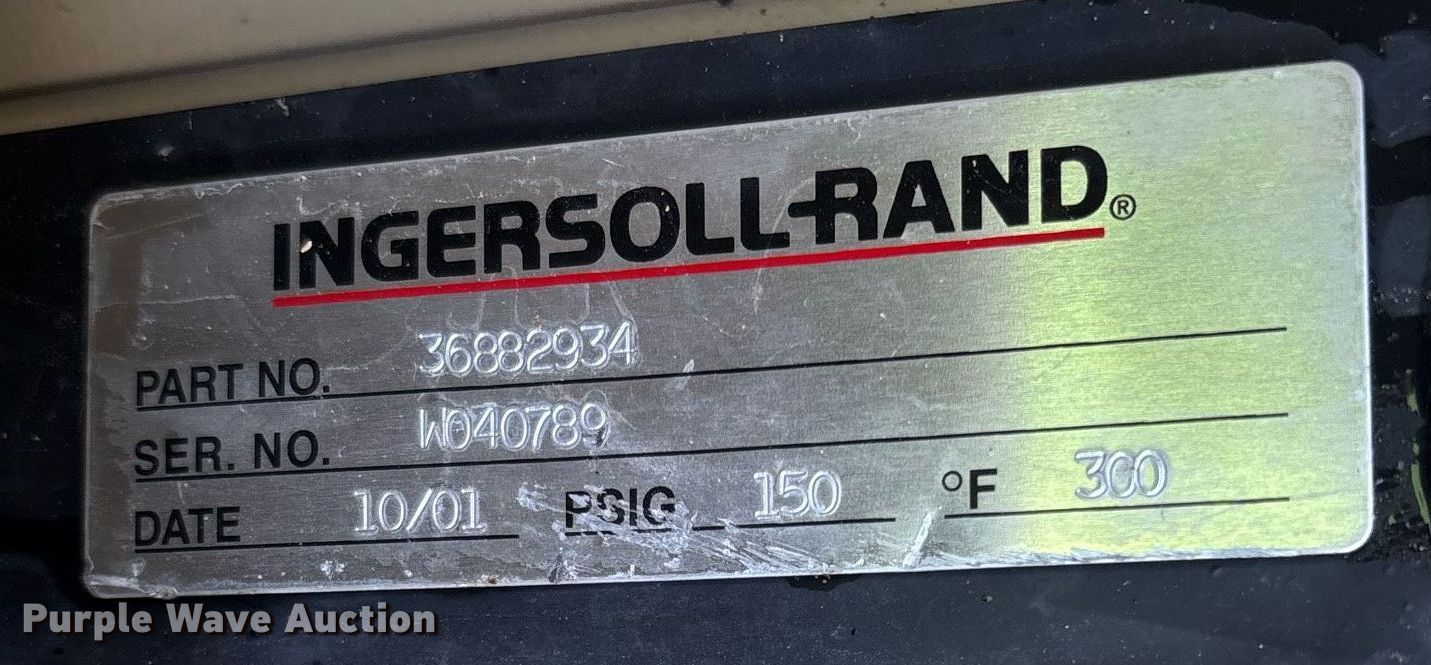 INGERSOLL-RAND®
PART NO. 36882934
SER. NO. W040789
DATE 10/01 PSIG 150 °F 300
Purple Wave Auction